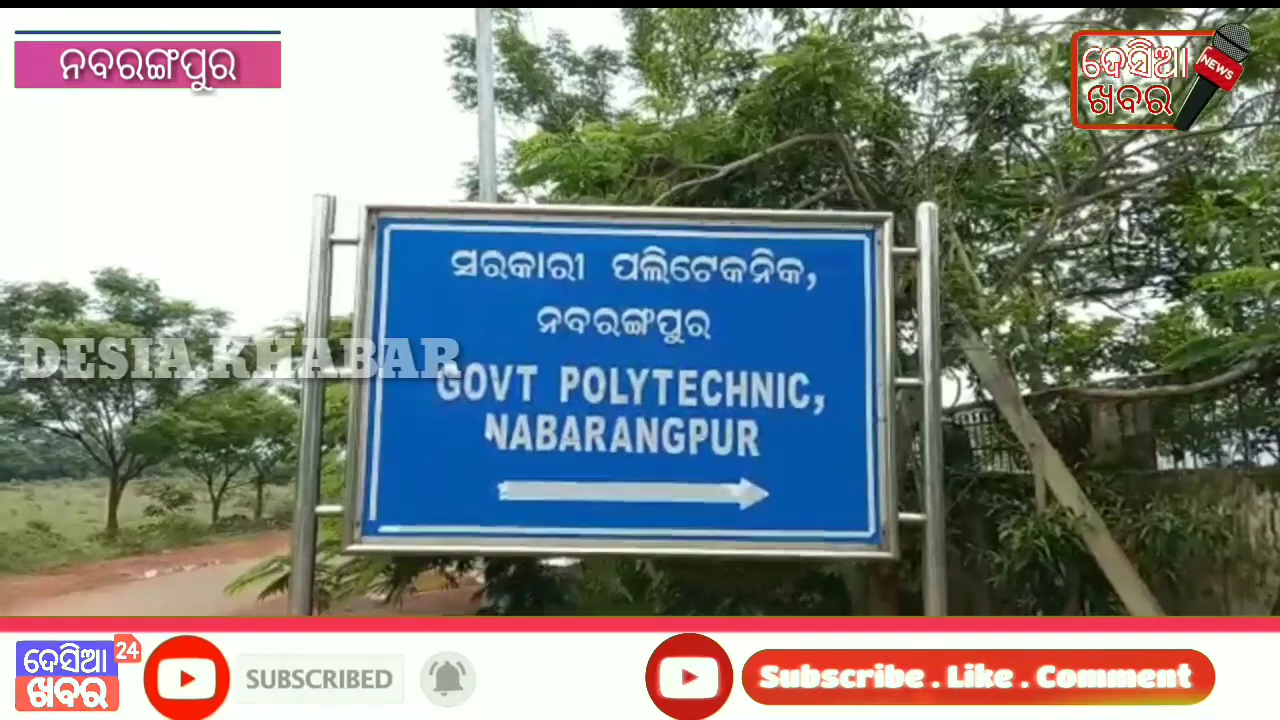 ନବରଙ୍ଗପୁର
ଦେସିଆ
ଖବର
NEWS
ସରକାରୀ ପଲିଟେକନିକ,
ନବରଙ୍ଗପୁର
DESIA KHABAR
GOVT POLYTECHNIC,
NABARANGPUR
ଦେସିଆ 24
ଖବର
SUBSCRIBED
Subscribe . Like . Comment